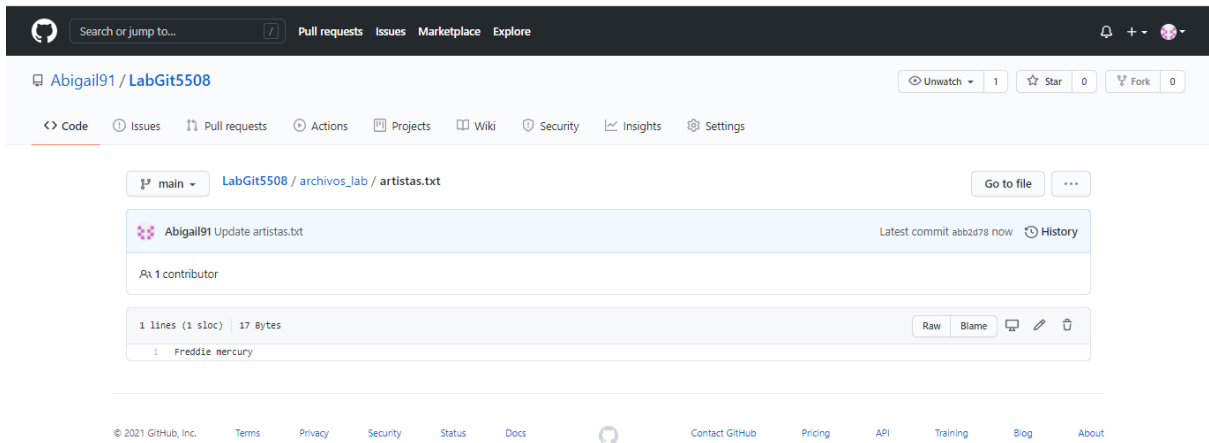 Search or jump to... / Pull requests Issues Marketplace Explore
Abigail91 / LabGit5508 Unwatch 1 Star 0 Fork 0
<> Code Issues Pull requests Actions Projects Wiki Security Insights Settings
main LabGit5508 / archivos_lab / artistas.txt Go to file ...
Abigail91 Update artistas.txt Latest commit abb2d78 now History
1 contributor
1 lines (1 sloc) 17 Bytes Raw Blame
1 Freddie mercury
© 2021 GitHub, Inc. Terms Privacy Security Status Docs Contact GitHub Pricing API Training Blog About